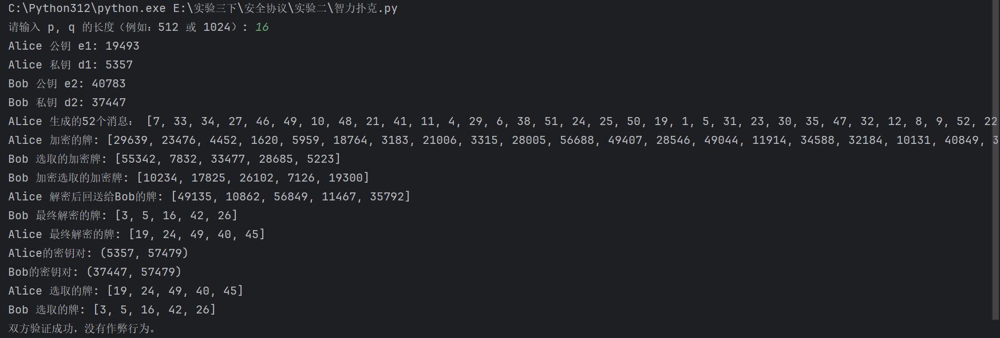 C:\Python312\python.exe E:\实验三下\安全协议\实验二\智力扑克.py
请输入 p, q 的长度（例如：512 或 1024）: 16
Alice 公钥 e1: 19493
Alice 私钥 d1: 5357
Bob 公钥 e2: 40783
Bob 私钥 d2: 37447
ALice 生成的52个消息： [7, 33, 34, 27, 46, 49, 10, 48, 21, 41, 11, 4, 29, 6, 38, 51, 24, 25, 50, 19, 1, 5, 31, 23, 30, 35, 47, 32, 12, 8, 9, 52, 22
Alice 加密的牌: [29639, 23476, 4452, 1620, 5959, 18764, 3183, 21006, 3315, 28005, 56688, 49407, 28546, 49044, 11914, 34588, 32184, 10131, 40849, 3
Bob 选取的加密牌: [55342, 7832, 33477, 28685, 5223]
Bob 加密选取的加密牌: [10234, 17825, 26102, 7126, 19300]
Alice 解密后回送给Bob的牌: [49135, 10862, 56849, 11467, 35792]
Bob 最终解密的牌: [3, 5, 16, 42, 26]
Alice 最终解密的牌: [19, 24, 49, 40, 45]
Alice的密钥对: (5357, 57479)
Bob的密钥对: (37447, 57479)
Alice 选取的牌: [19, 24, 49, 40, 45]
Bob 选取的牌: [3, 5, 16, 42, 26]
双方验证成功，没有作弊行为。